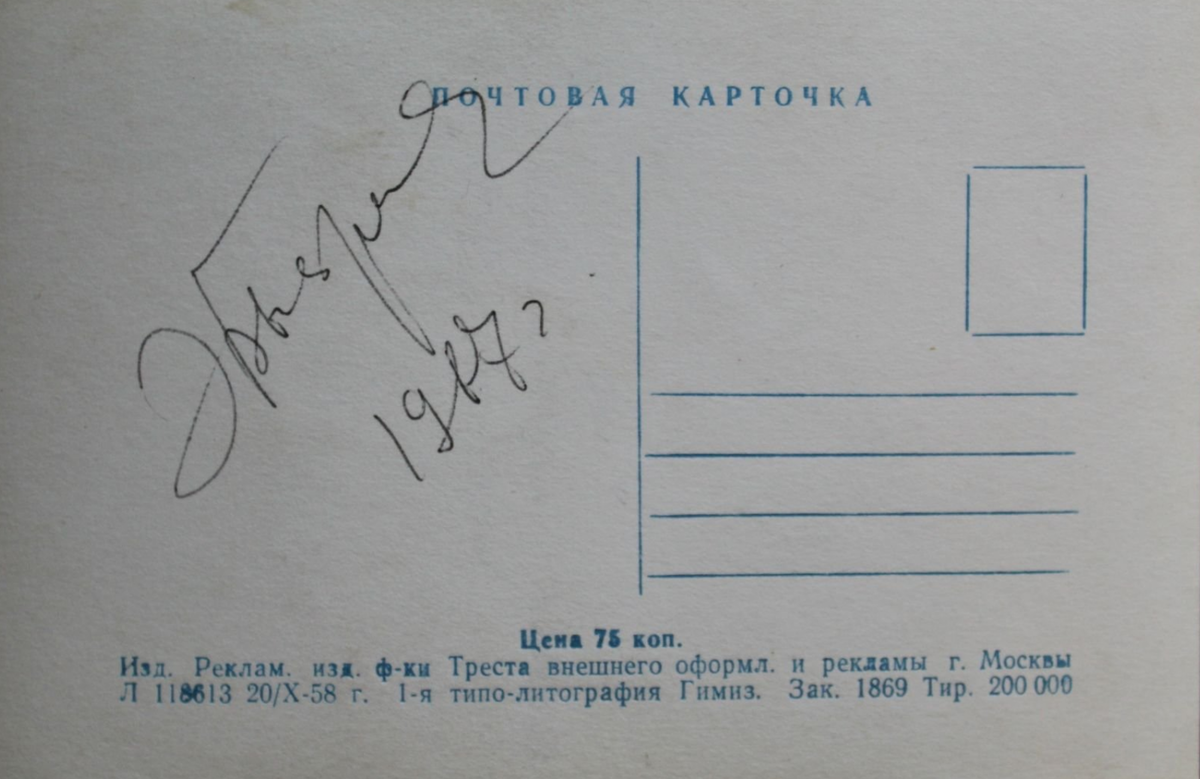 ПОЧТОВАЯ КАРТОЧКА
1987 г
Цена 75 коп.
Изд. Реклам. изд. ф-ки Треста внешнего оформл. и рекламы г. Москвы
Л 118613 20/X-58 г. 1-я типо-литография Гимиз. Зак. 1869 Тир. 200 000